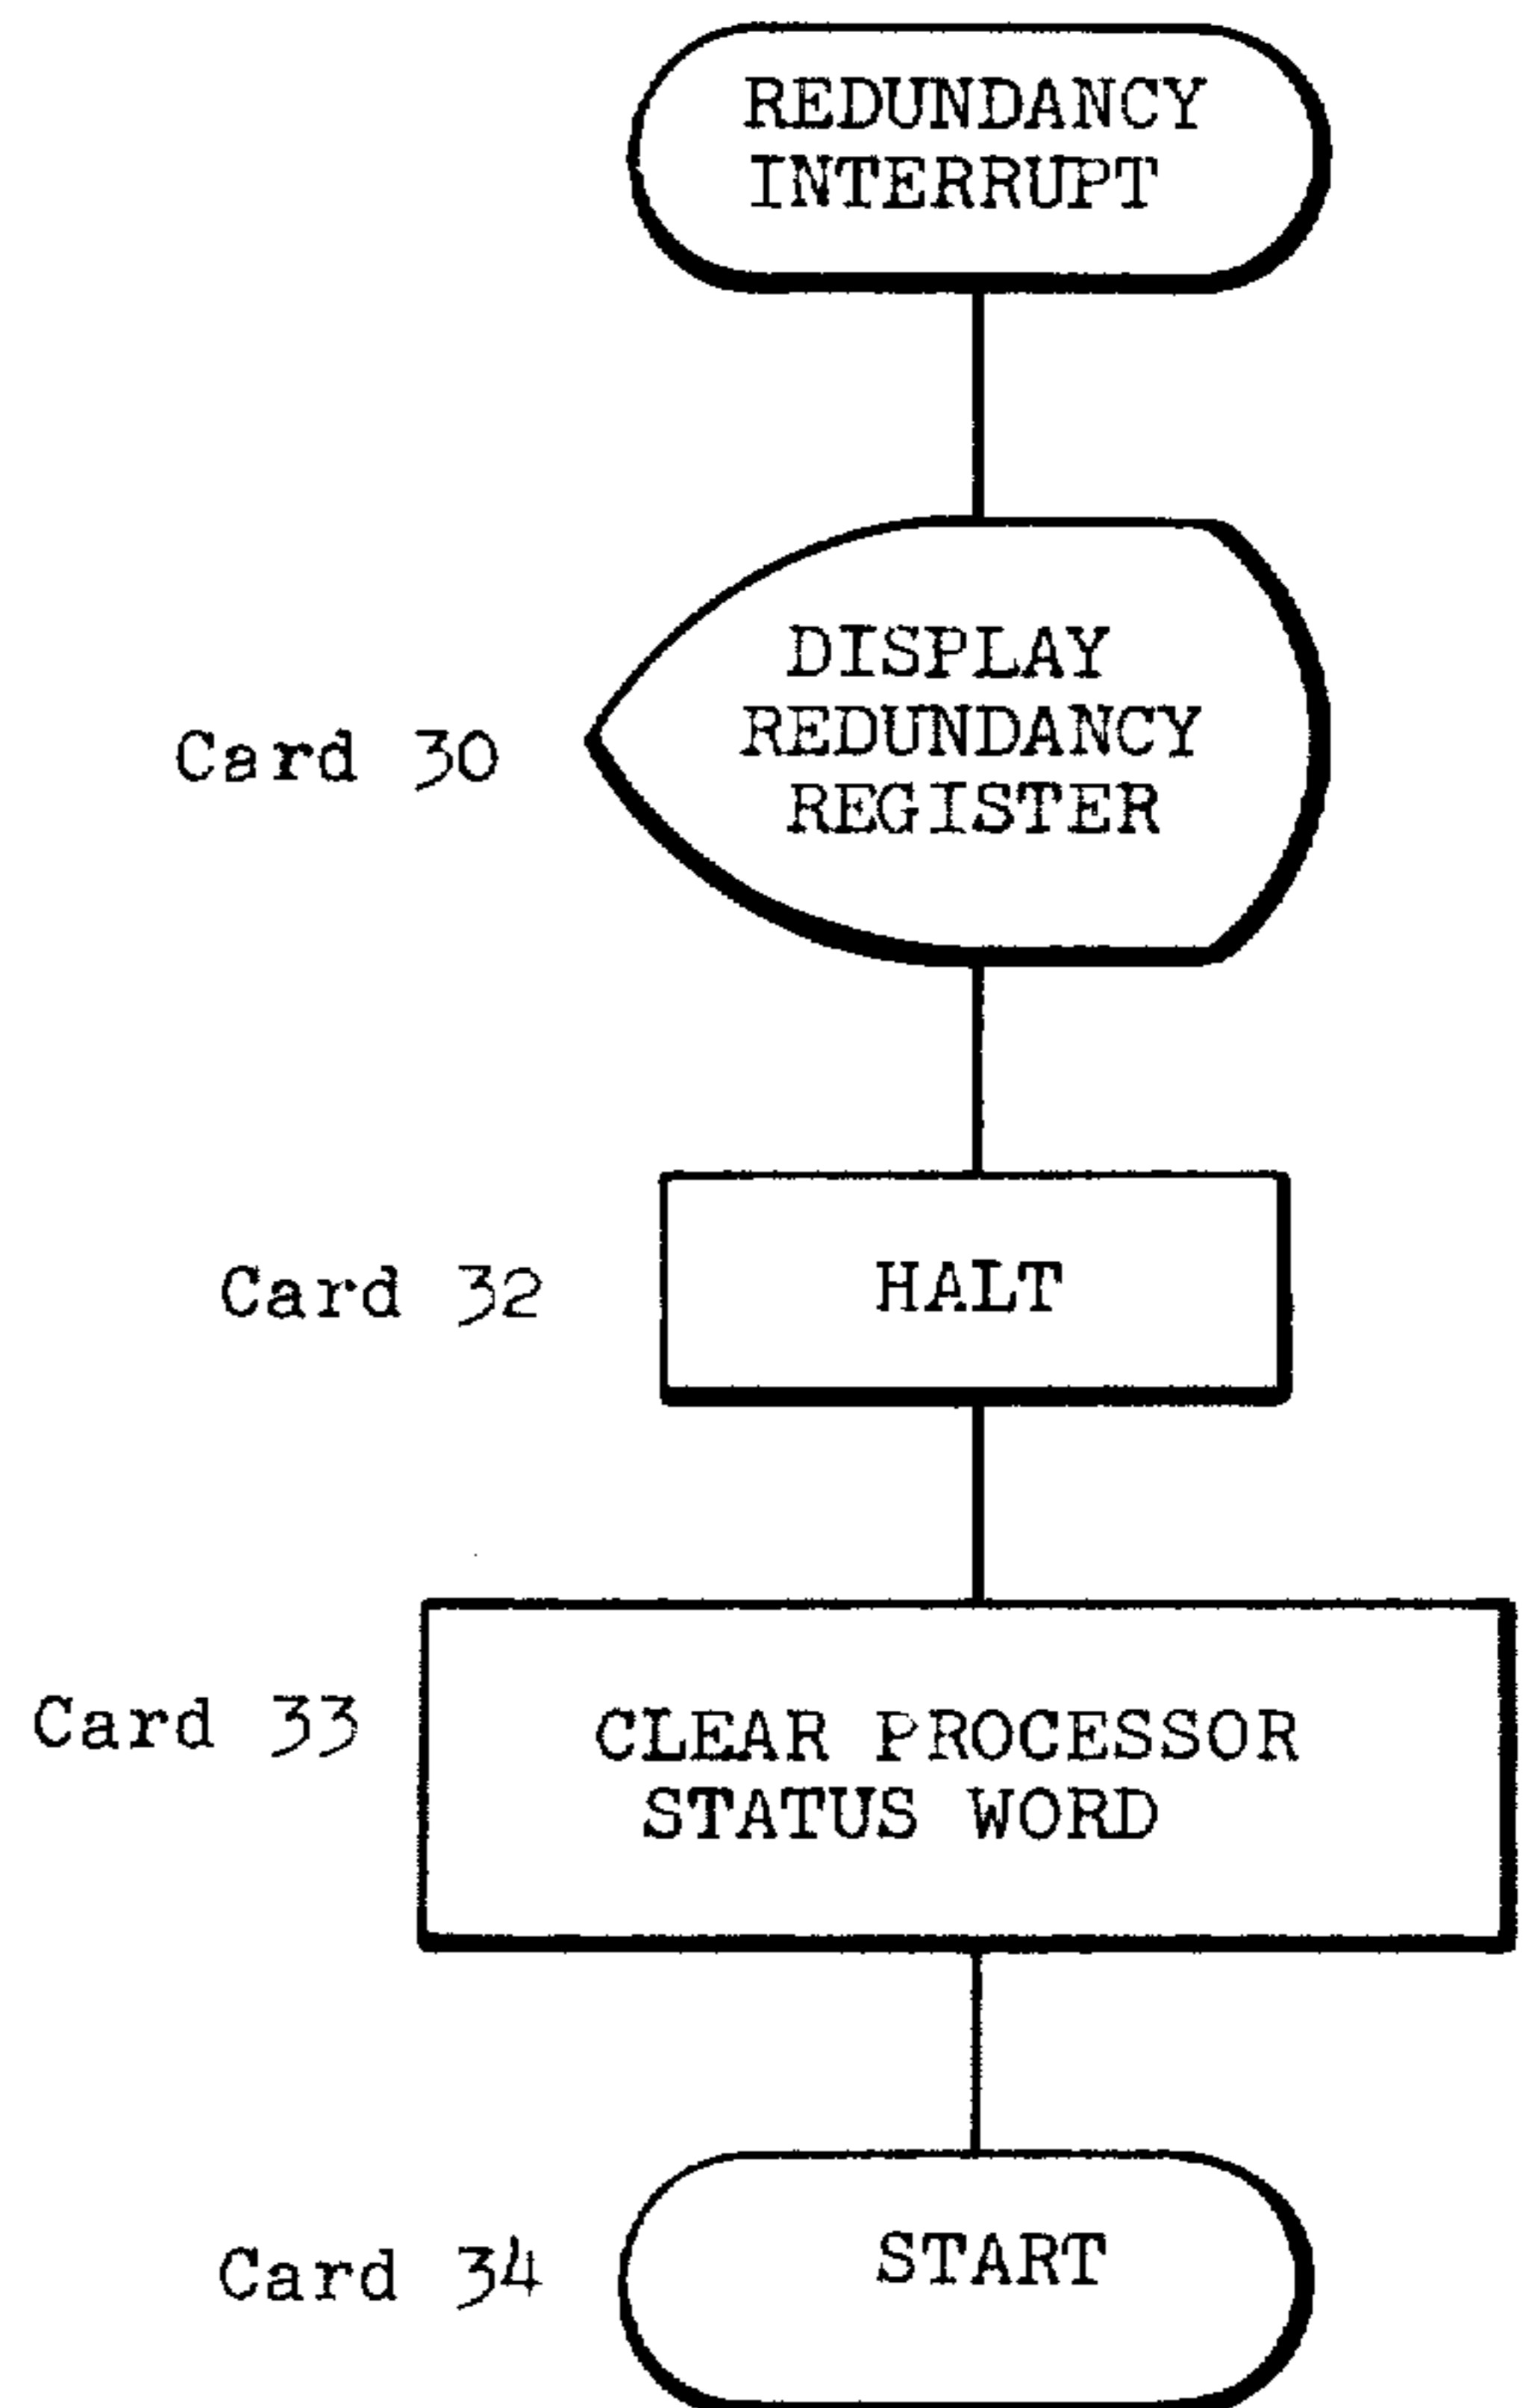 REDUNDANCY
INTERRUPT
DISPLAY
REDUNDANCY
REGISTER
Card 30
HALT
Card 32
CLEAR PROCESSOR
STATUS WORD
Card 33
START
Card 34